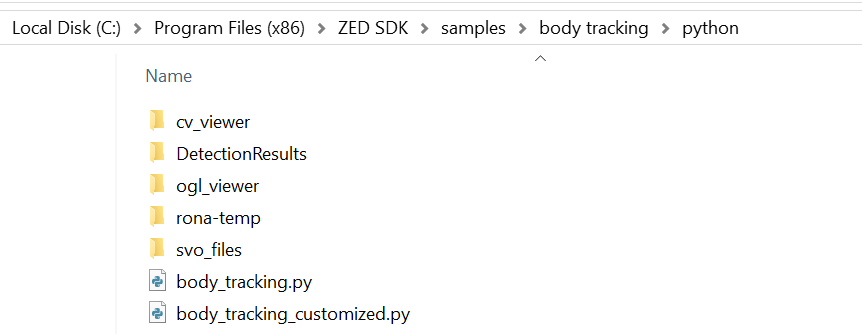 Local Disk (C:) > Program Files (x86) > ZED SDK > samples > body tracking > python
Name
cv_viewer
DetectionResults
ogl_viewer
rona-temp
svo_files
body_tracking.py
body_tracking_customized.py